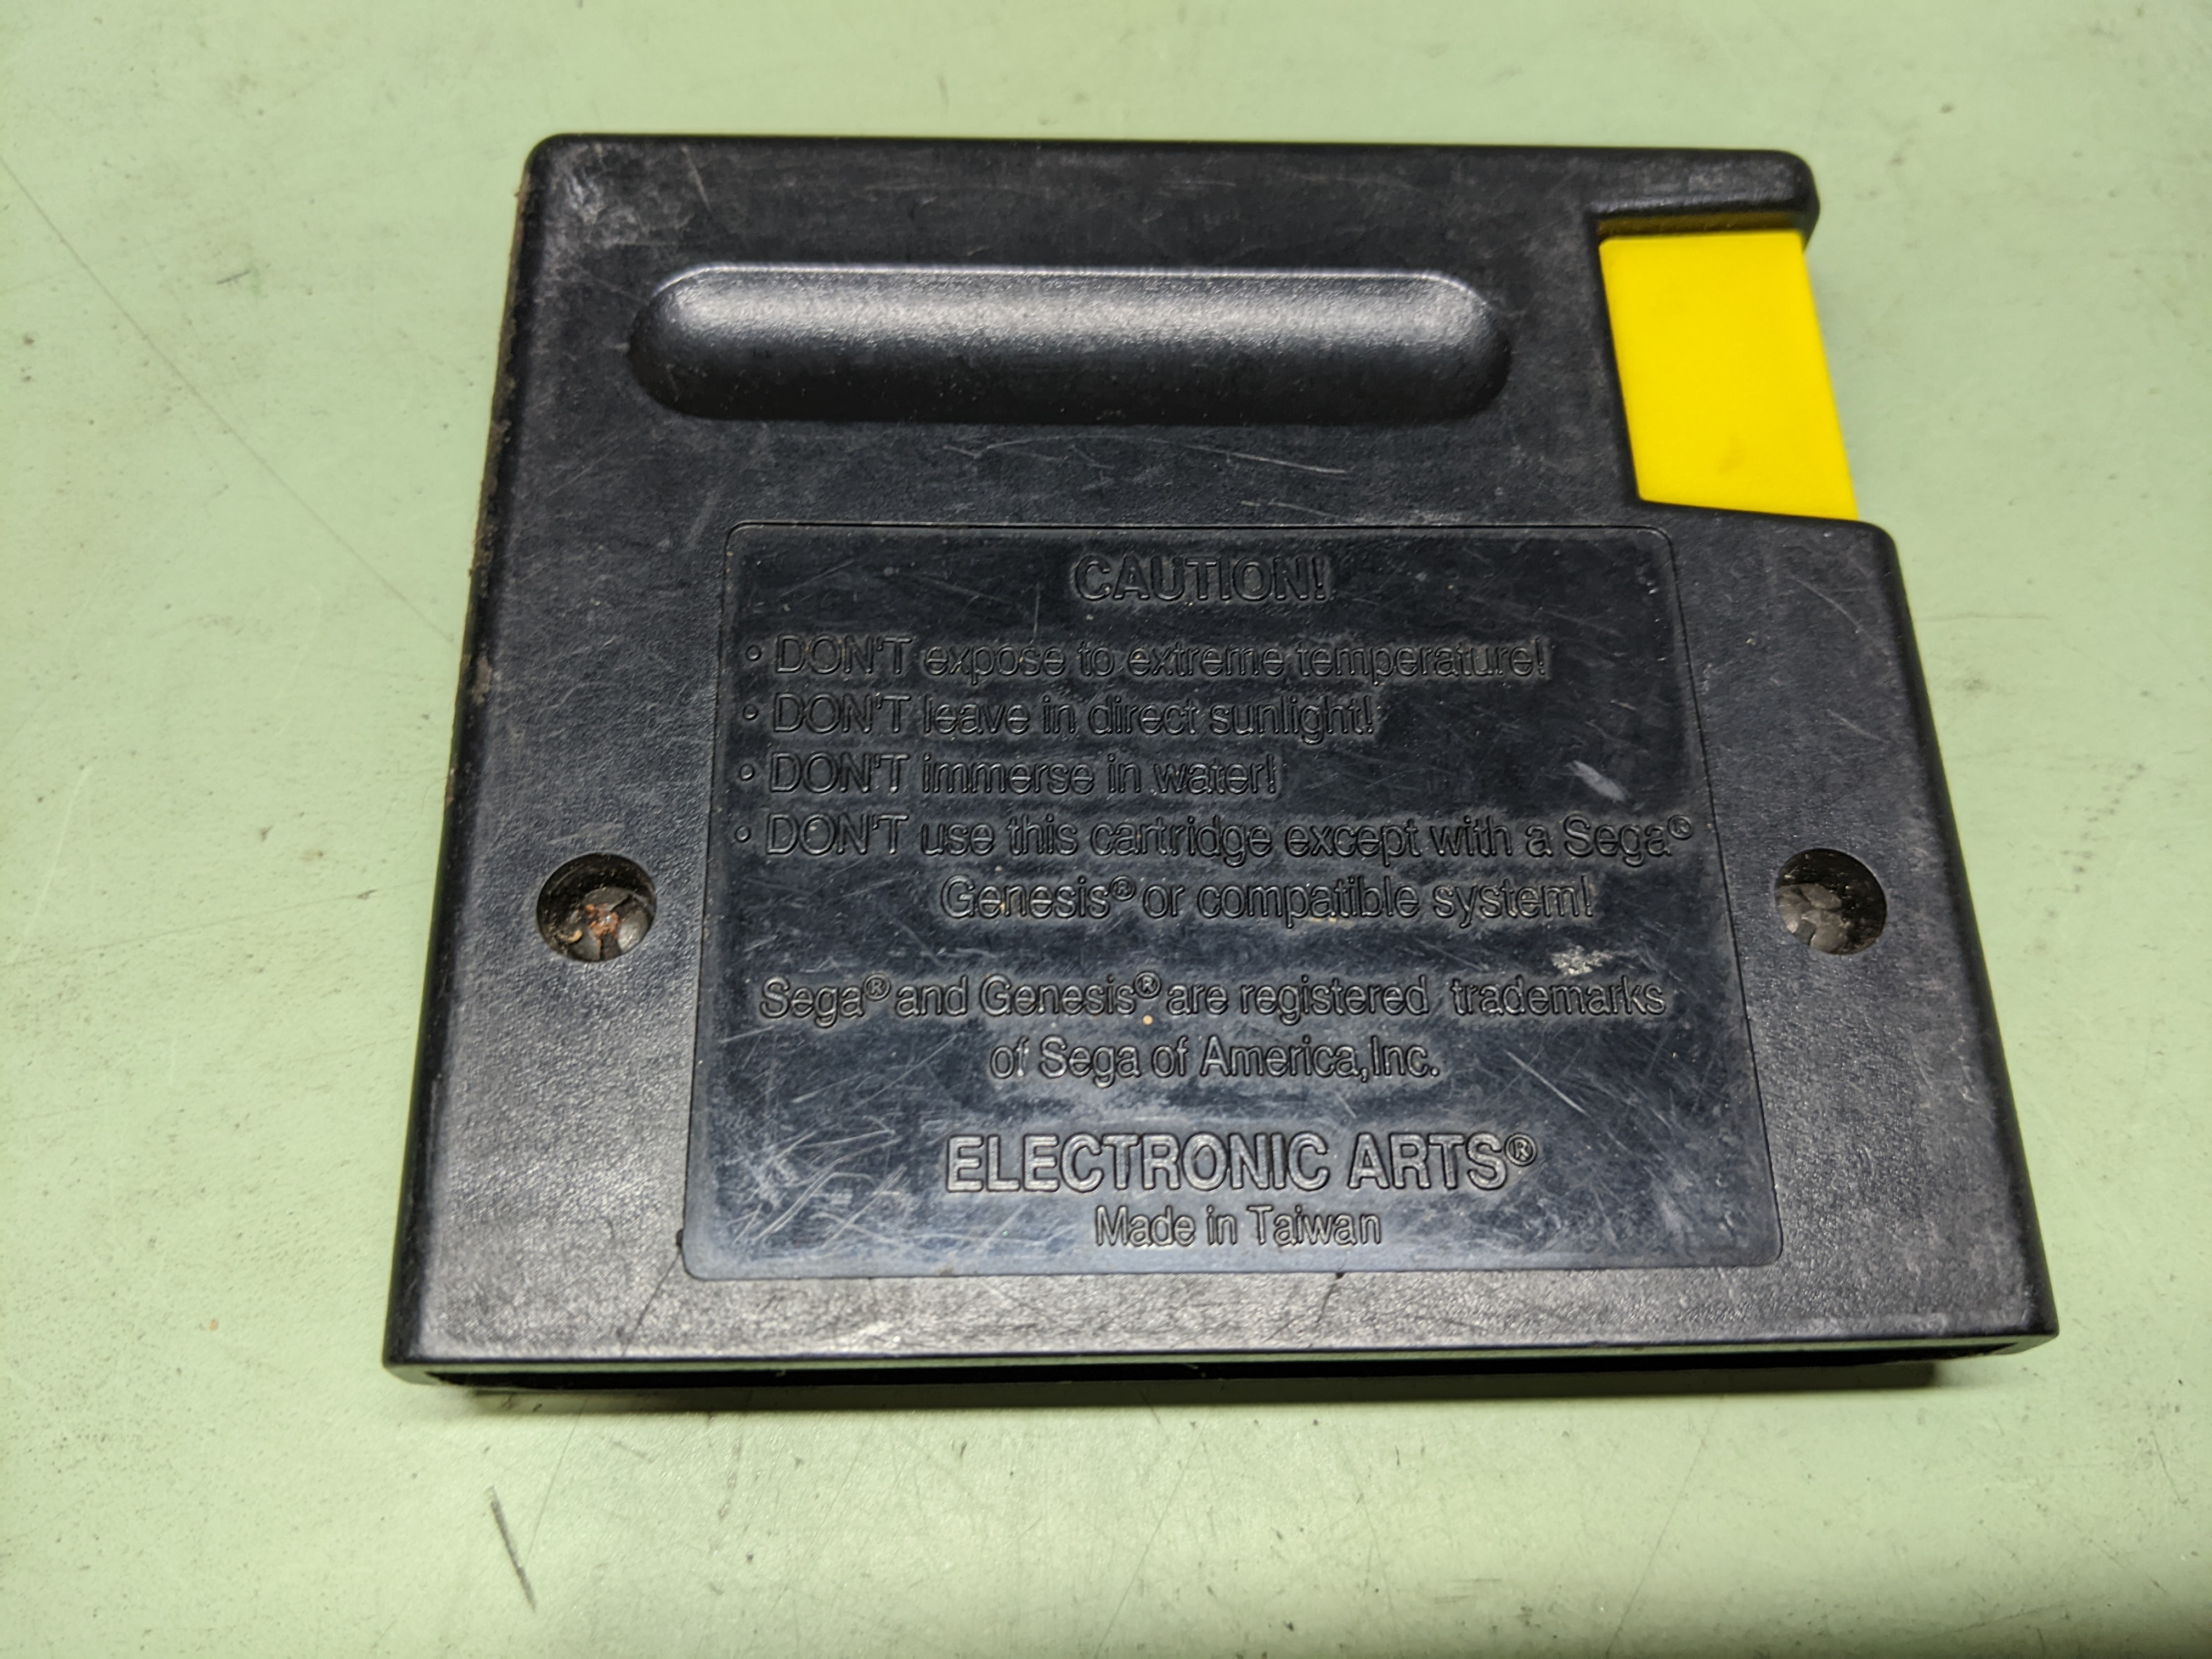 CAUTION!
• DON'T expose to extreme temperature!
• DON'T leave in direct sunlight!
• DON'T immerse in water!
• DON'T use this cartridge except with a Sega®
Genesis® or compatible system!
Sega® and Genesis® are registered trademarks
of Sega of America,Inc.
ELECTRONIC ARTS®
Made in Taiwan